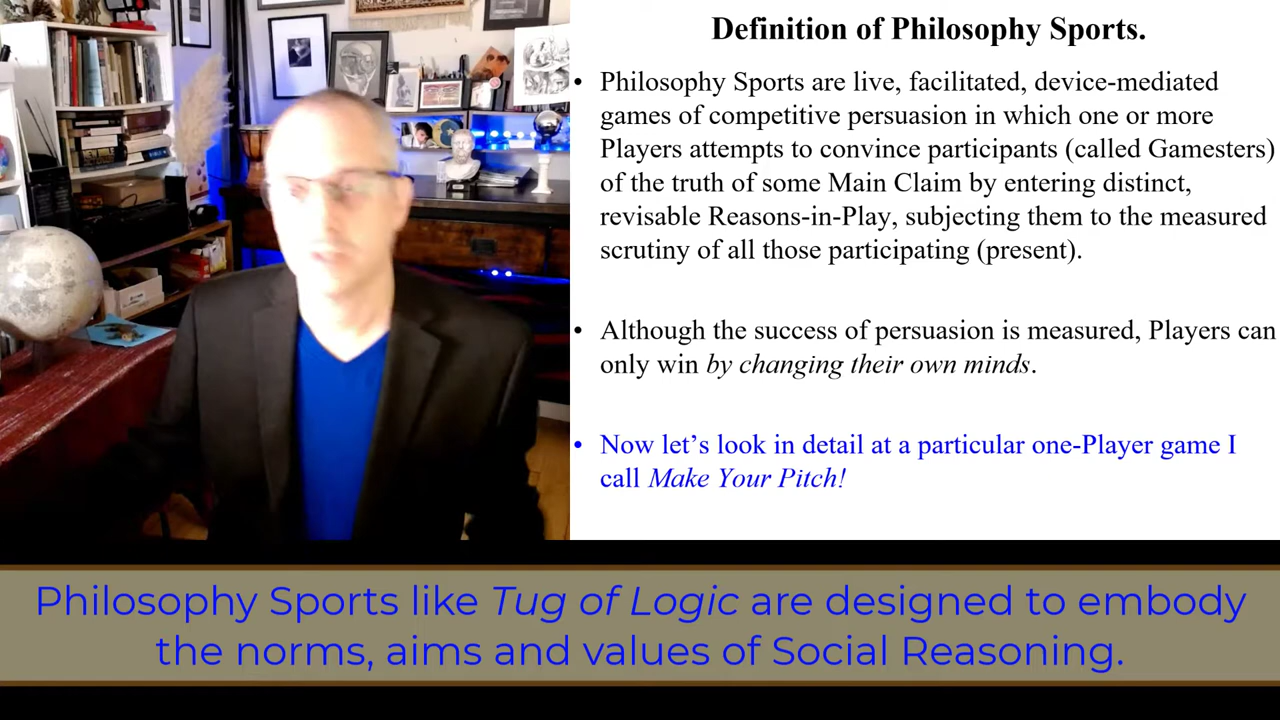 Definition of Philosophy Sports.
• Philosophy Sports are live, facilitated, device-mediated
games of competitive persuasion in which one or more
Players attempts to convince participants (called Gamesters)
of the truth of some Main Claim by entering distinct,
revisable Reasons-in-Play, subjecting them to the measured
scrutiny of all those participating (present).
• Although the success of persuasion is measured, Players can
only win by changing their own minds.
• Now let’s look in detail at a particular one-Player game I
call Make Your Pitch!
Philosophy Sports like Tug of Logic are designed to embody
the norms, aims and values of Social Reasoning.